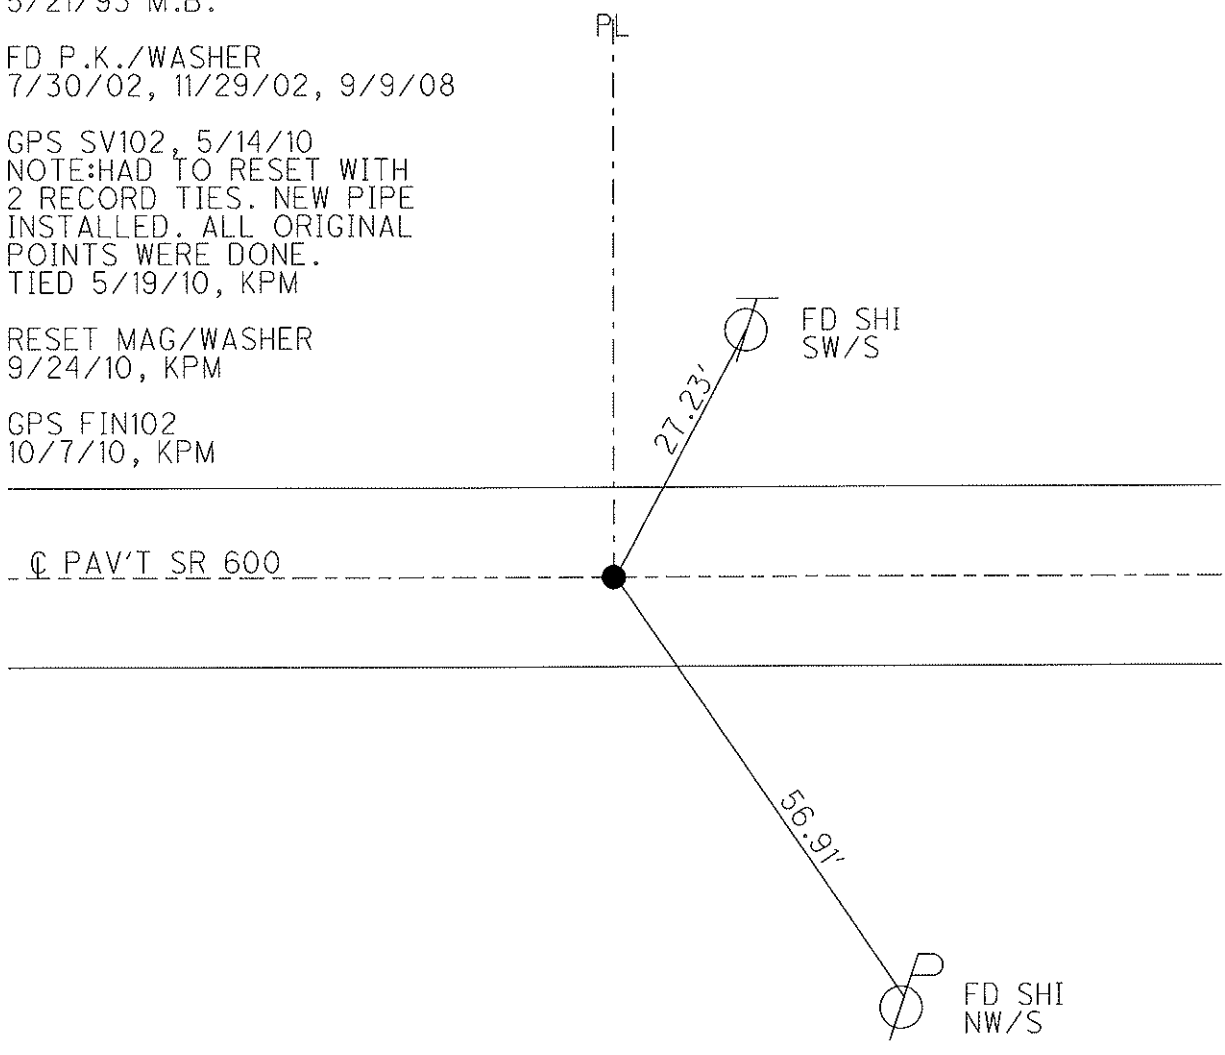 5/21/93 M.B.
FD P.K./WASHER
7/30/02, 11/29/02, 9/9/08
GPS SV102, 5/14/10
NOTE:HAD TO RESET WITH
2 RECORD TIES. NEW PIPE
INSTALLED. ALL ORIGINAL
POINTS WERE DONE.
TIED 5/19/10, KPM
RESET MAG/WASHER
9/24/10, KPM
GPS FIN102
10/7/10, KPM
PL
T
FD SHI
SW/S
27.23'
℄ PAV'T SR 600
56.91'
P
FD SHI
NW/S